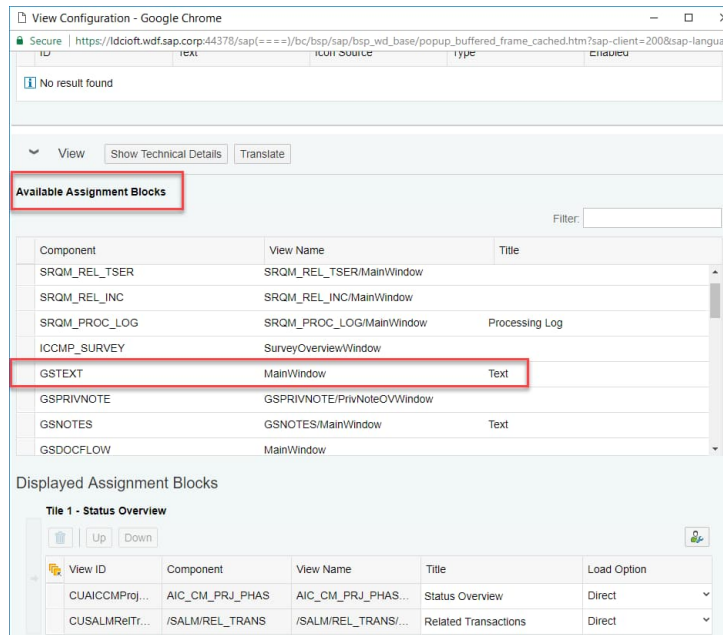 View Configuration - Google Chrome
Secure | https://ldcioft.wdf.sap.corp:44378/sap(====)/bc/bsp/sap/bsp_wd_base/popup_buffered_frame_cached.htm?sap-client=200&sap-langua
ID Text Icon Source Type Enabled
No result found
View Show Technical Details Translate
Available Assignment Blocks
Filter:
Component View Name Title
SRQM_REL_TSER SRQM_REL_TSER/MainWindow
SRQM_REL_INC SRQM_REL_INC/MainWindow
SRQM_PROC_LOG SRQM_PROC_LOG/MainWindow Processing Log
ICCMP_SURVEY SurveyOverviewWindow
GSTEXT MainWindow Text
GSPRIVNOTE GSPRIVNOTE/PrivNoteOVWindow
GSNOTES GSNOTES/MainWindow Text
GSDOCFLOW MainWindow
Displayed Assignment Blocks
Tile 1 - Status Overview
Up Down
View ID Component View Name Title Load Option
CUAICCMProj... AIC_CM_PRJ_PHAS AIC_CM_PRJ_PHAS... Status Overview Direct
CUSALMRelTr... /SALM/REL_TRANS /SALM/REL_TRANS/... Related Transactions Direct